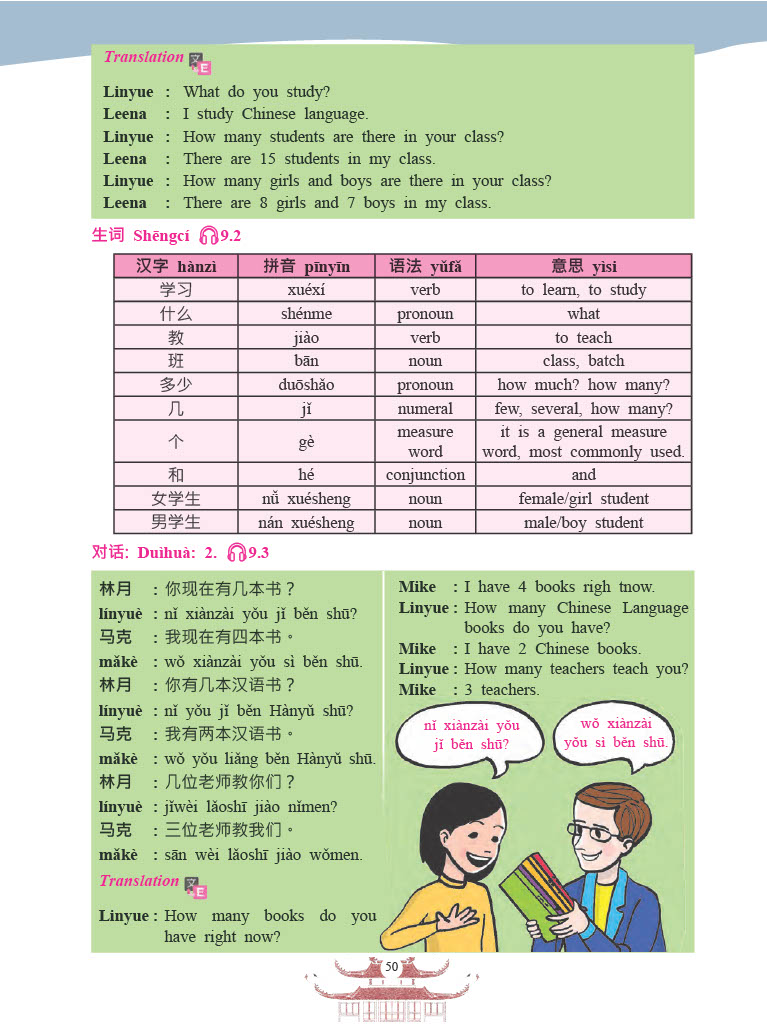 Translation
Linyue : What do you study?
Leena : I study Chinese language.
Linyue : How many students are there in your class?
Leena : There are 15 students in my class.
Linyue : How many girls and boys are there in your class?
Leena : There are 8 girls and 7 boys in my class.
生词 Shēngcí 9.2
汉字 hànzì 拼音 pīnyīn 语法 yǔfǎ 意思 yìsi
学习 xuéxí verb to learn, to study
什么 shénme pronoun what
教 jiào verb to teach
班 bān noun class, batch
多少 duōshǎo pronoun how much? how many?
几 jǐ numeral few, several, how many?
个 gè measure word it is a general measure word, most commonly used.
和 hé conjunction and
女学生 nǚ xuésheng noun female/girl student
男学生 nán xuésheng noun male/boy student
对话: Duìhuà: 2. 9.3
林月 : 你现在有几本书？
línyuè : nǐ xiànzài yǒu jǐ běn shū?
马克 : 我现在有四本书。
mǎkè : wǒ xiànzài yǒu sì běn shū.
林月 : 你有几本汉语书？
línyuè : nǐ yǒu jǐ běn Hànyǔ shū?
马克 : 我有两本汉语书。
mǎkè : wǒ yǒu liǎng běn Hànyǔ shū.
林月 : 几位老师教你们？
línyuè : jǐwèi lǎoshī jiào nǐmen?
马克 : 三位老师教我们。
mǎkè : sān wèi lǎoshī jiào wǒmen.
Translation
Linyue : How many books do you
have right now?
Mike : I have 4 books righ tnow.
Linyue : How many Chinese Language
books do you have?
Mike : I have 2 Chinese books.
Linyue : How many teachers teach you?
Mike : 3 teachers.
nǐ xiànzài yǒu
jǐ běn shū?
wǒ xiànzài
yǒu sì běn shū.
50